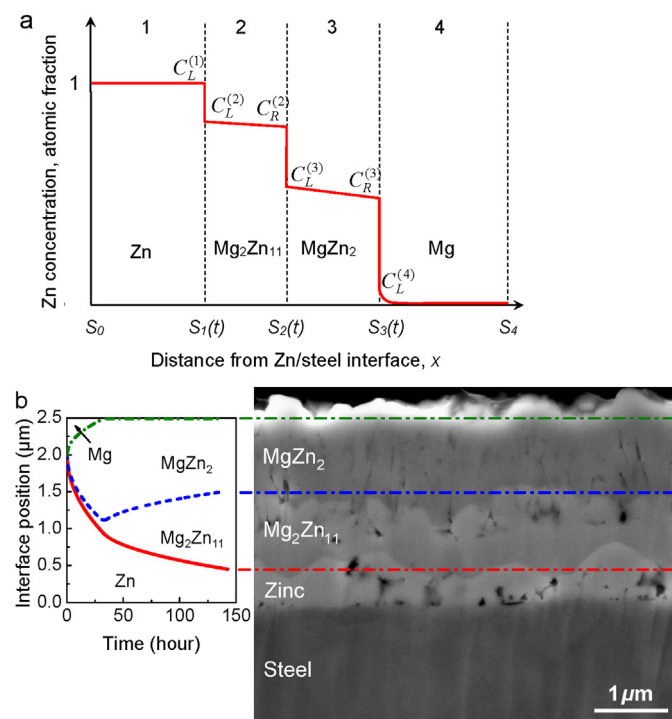 a
1 2 3 4
Zn concentration, atomic fraction
1
C_L^(1)
C_L^(2) C_R^(2)
C_L^(3) C_R^(3)
C_L^(4)
Zn Mg₂Zn₁₁ MgZn₂ Mg
S₀ S₁(t) S₂(t) S₃(t) S₄
Distance from Zn/steel interface, x
b
Interface position (µm)
2.5
2.0
1.5
1.0
0.5
0.0
Mg
MgZn₂
Mg₂Zn₁₁
Zn
0 50 100 150
Time (hour)
MgZn₂
Mg₂Zn₁₁
Zinc
Steel
1 µm